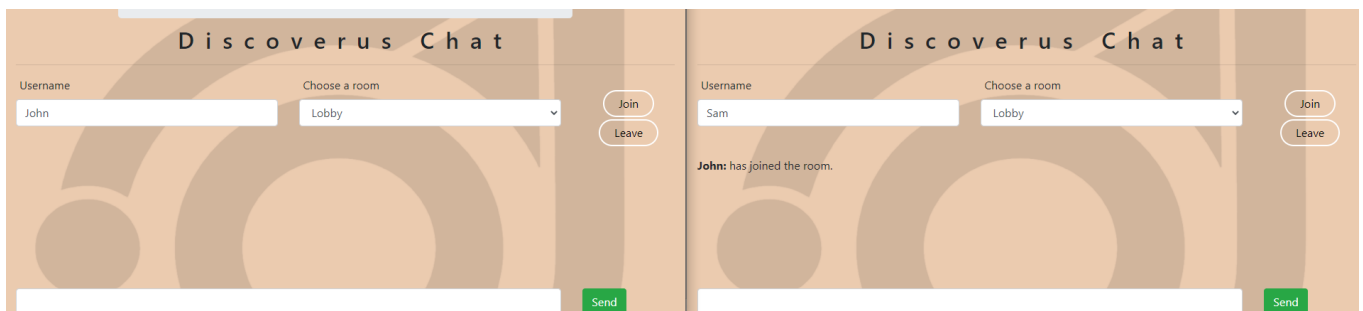 Discoverus Chat
Username
Choose a room
John
Lobby
Join
Leave
Send
Discoverus Chat
Username
Choose a room
Sam
Lobby
Join
Leave
John: has joined the room.
Send